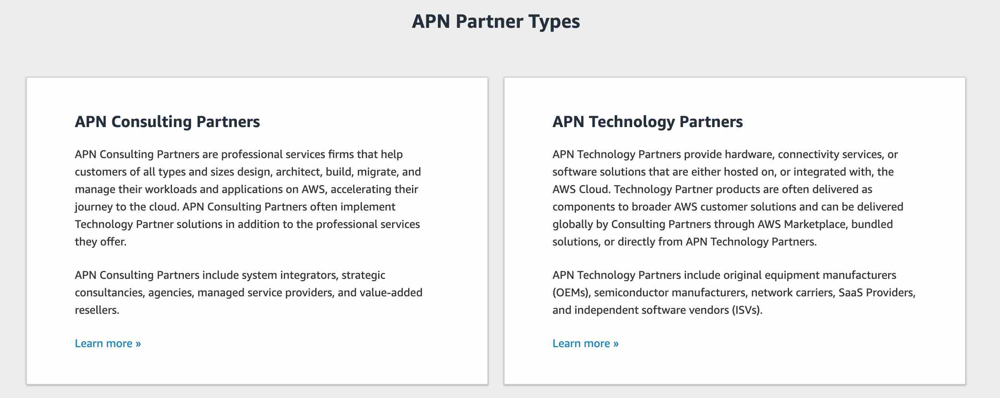 APN Partner Types
APN Consulting Partners
APN Consulting Partners are professional services firms that help
customers of all types and sizes design, architect, build, migrate, and
manage their workloads and applications on AWS, accelerating their
journey to the cloud. APN Consulting Partners often implement
Technology Partner solutions in addition to the professional services
they offer.
APN Consulting Partners include system integrators, strategic
consultancies, agencies, managed service providers, and value-added
resellers.
Learn more »
APN Technology Partners
APN Technology Partners provide hardware, connectivity services, or
software solutions that are either hosted on, or integrated with, the
AWS Cloud. Technology Partner products are often delivered as
components to broader AWS customer solutions and can be delivered
globally by Consulting Partners through AWS Marketplace, bundled
solutions, or directly from APN Technology Partners.
APN Technology Partners include original equipment manufacturers
(OEMs), semiconductor manufacturers, network carriers, SaaS Providers,
and independent software vendors (ISVs).
Learn more »